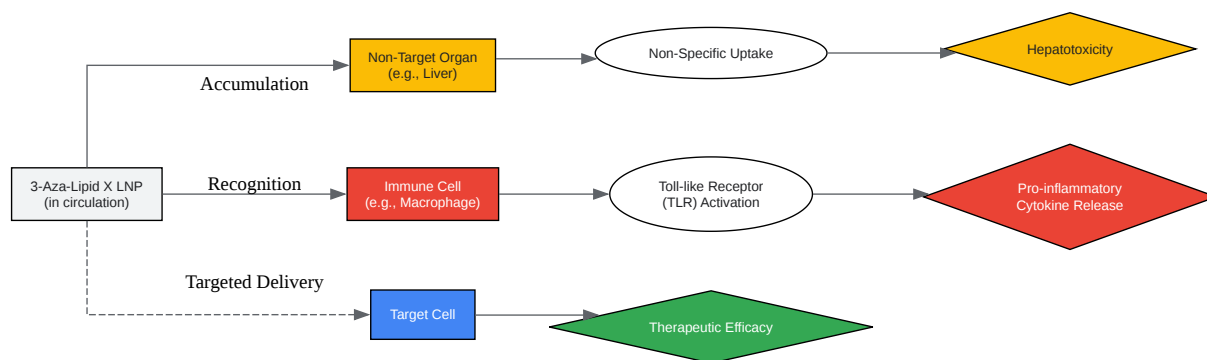 Non-Target Organ
(e.g., Liver)
Non-Specific Uptake
Hepatotoxicity
Accumulation
3-Aza-Lipid X LNP
(in circulation)
Recognition
Immune Cell
(e.g., Macrophage)
Toll-like Receptor
(TLR) Activation
Pro-inflammatory
Cytokine Release
Targeted Delivery
Target Cell
Therapeutic Efficacy